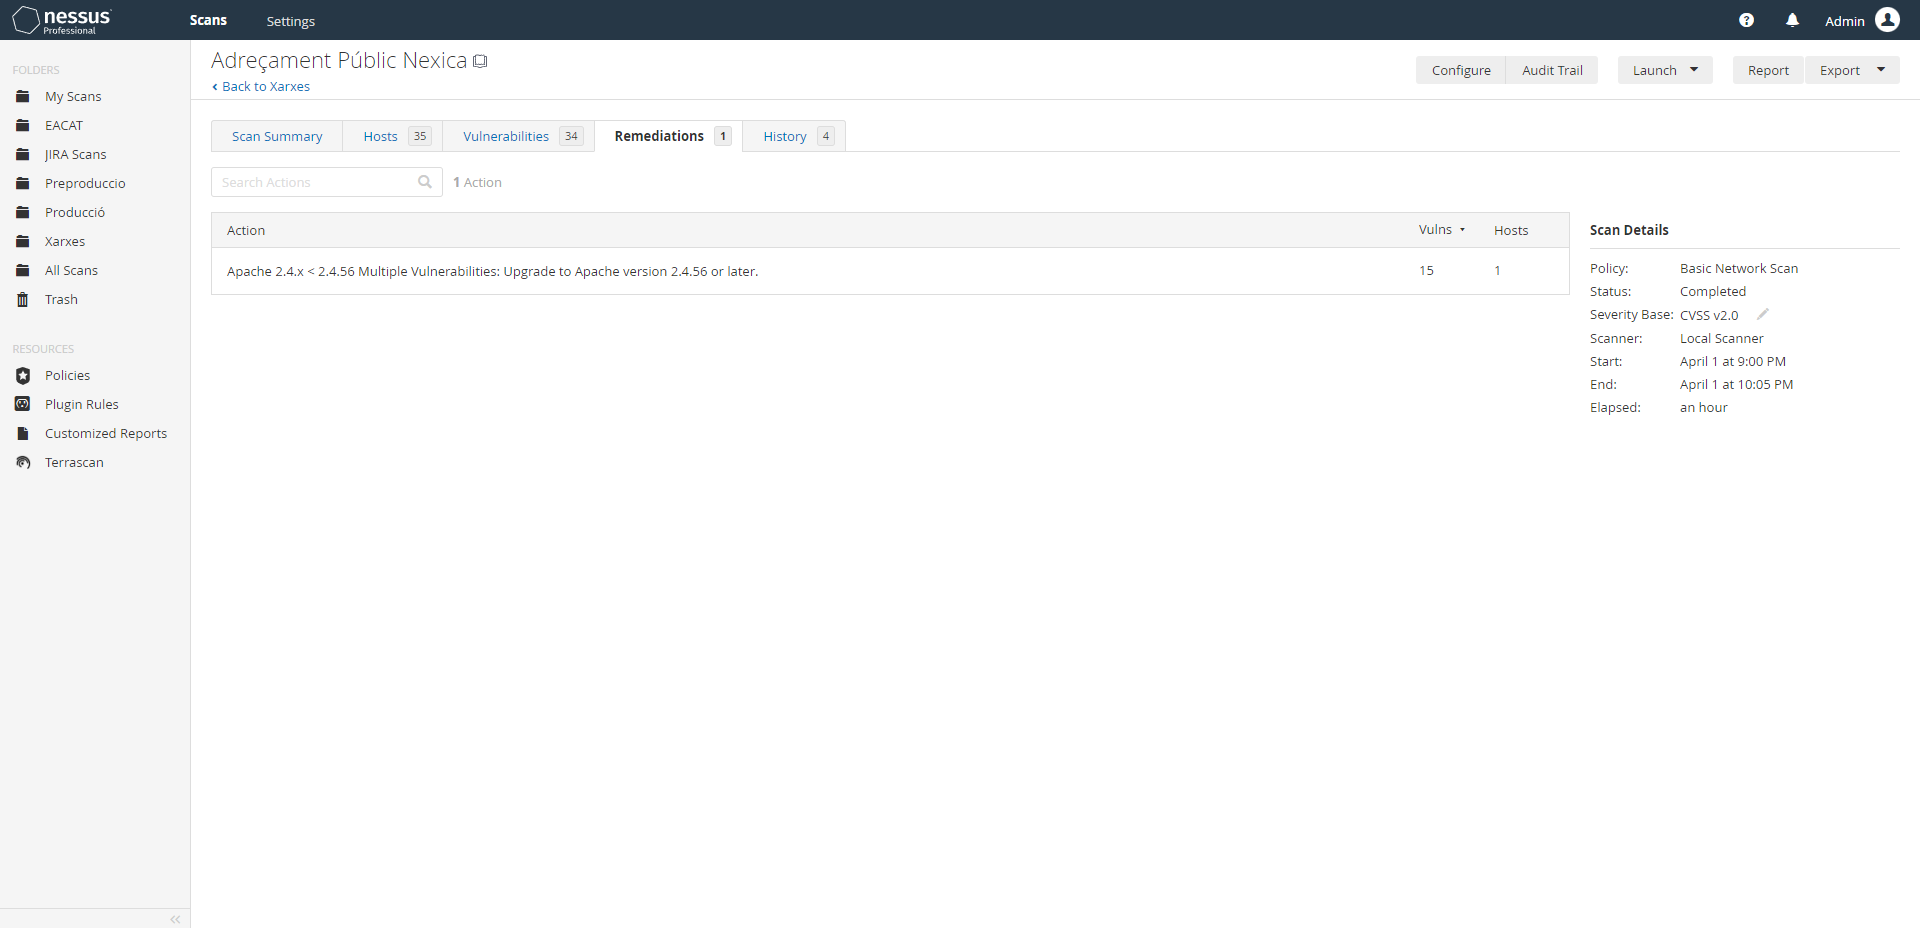 nessus Professional Scans Settings Admin
FOLDERS
My Scans
EACAT
JIRA Scans
Preproduccio
Producció
Xarxes
All Scans
Trash
RESOURCES
Policies
Plugin Rules
Customized Reports
Terrascan
Adreçament Públic Nexica
Back to Xarxes
Configure Audit Trail Launch Report Export
Scan Summary Hosts 35 Vulnerabilities 34 Remediations 1 History 4
Search Actions 1 Action
Action Vulns Hosts
Apache 2.4.x < 2.4.56 Multiple Vulnerabilities: Upgrade to Apache version 2.4.56 or later. 15 1
Scan Details
Policy: Basic Network Scan
Status: Completed
Severity Base: CVSS v2.0
Scanner: Local Scanner
Start: April 1 at 9:00 PM
End: April 1 at 10:05 PM
Elapsed: an hour